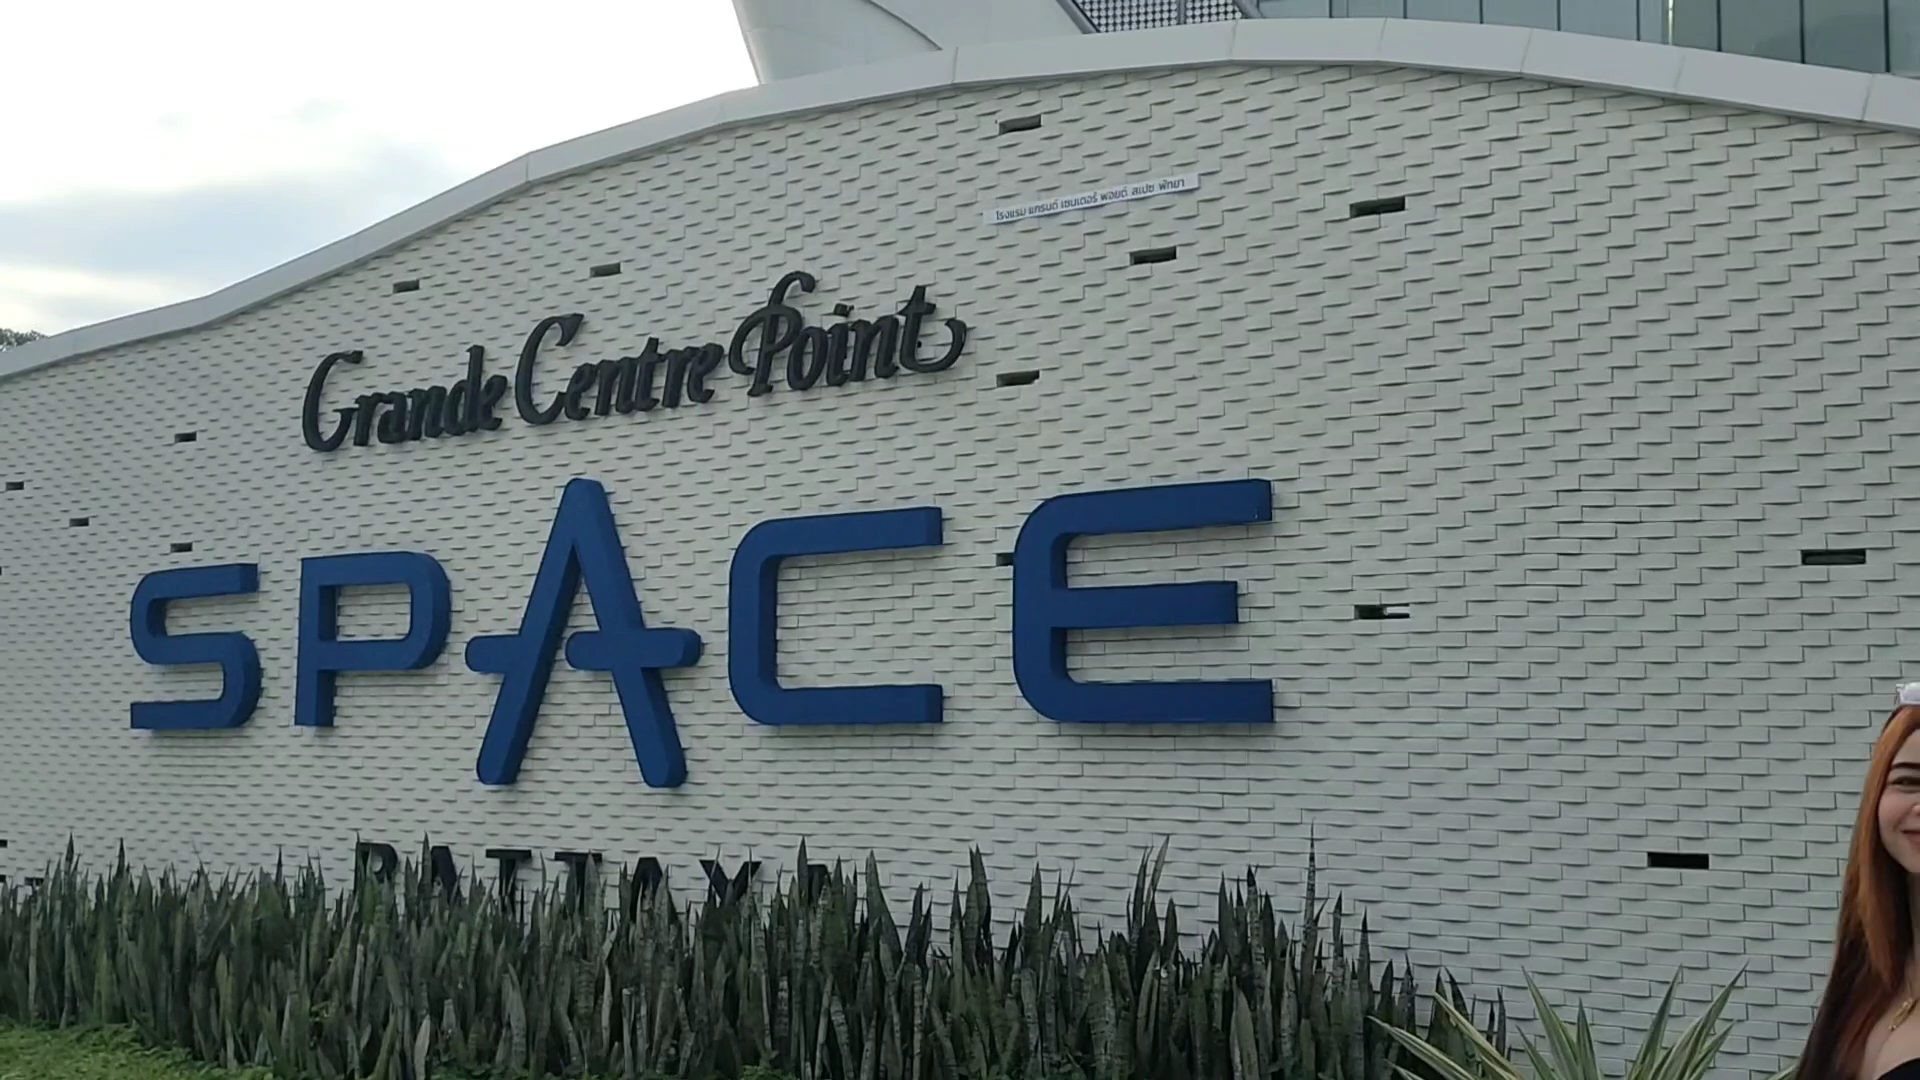 โรงแรม แกรนด์ เซนเตอร์ พอยต์ สเปซ พัทยา
Grande Centre Point
SPACE
PATTAYA